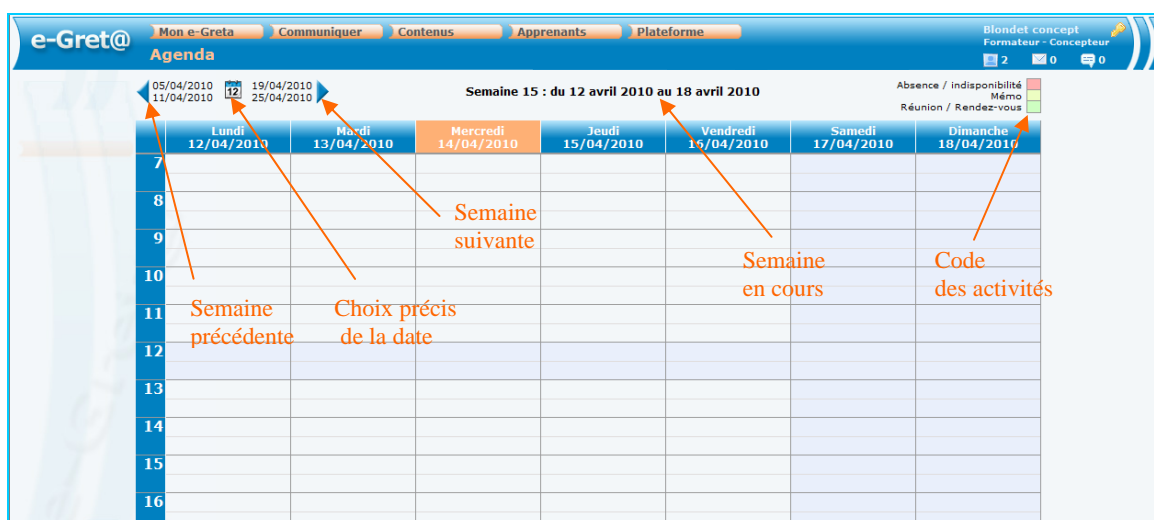 e-Gret@
Mon e-Greta Communiquer Contenus Apprenants Plateforme
Agenda
Blondet concept
Formateur - Concepteur
2 0 0
05/04/2010
11/04/2010
12
19/04/2010
25/04/2010
Semaine 15 : du 12 avril 2010 au 18 avril 2010
Absence / indisponibilité
Mémo
Réunion / Rendez-vous
Lundi Mardi Mercredi Jeudi Vendredi Samedi Dimanche
12/04/2010 13/04/2010 14/04/2010 15/04/2010 16/04/2010 17/04/2010 18/04/2010
7
8
Semaine
suivante
9
Semaine
en cours
Code
des activités
10
11
Semaine
précédente
Choix précis
de la date
12
13
14
15
16